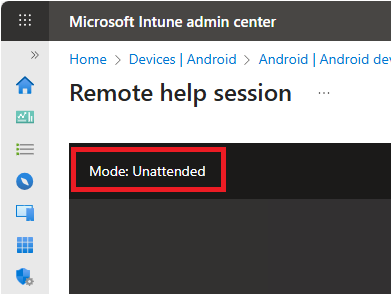 Microsoft Intune admin center
Home > Devices | Android > Android | Android dev
Remote help session ...
Mode: Unattended